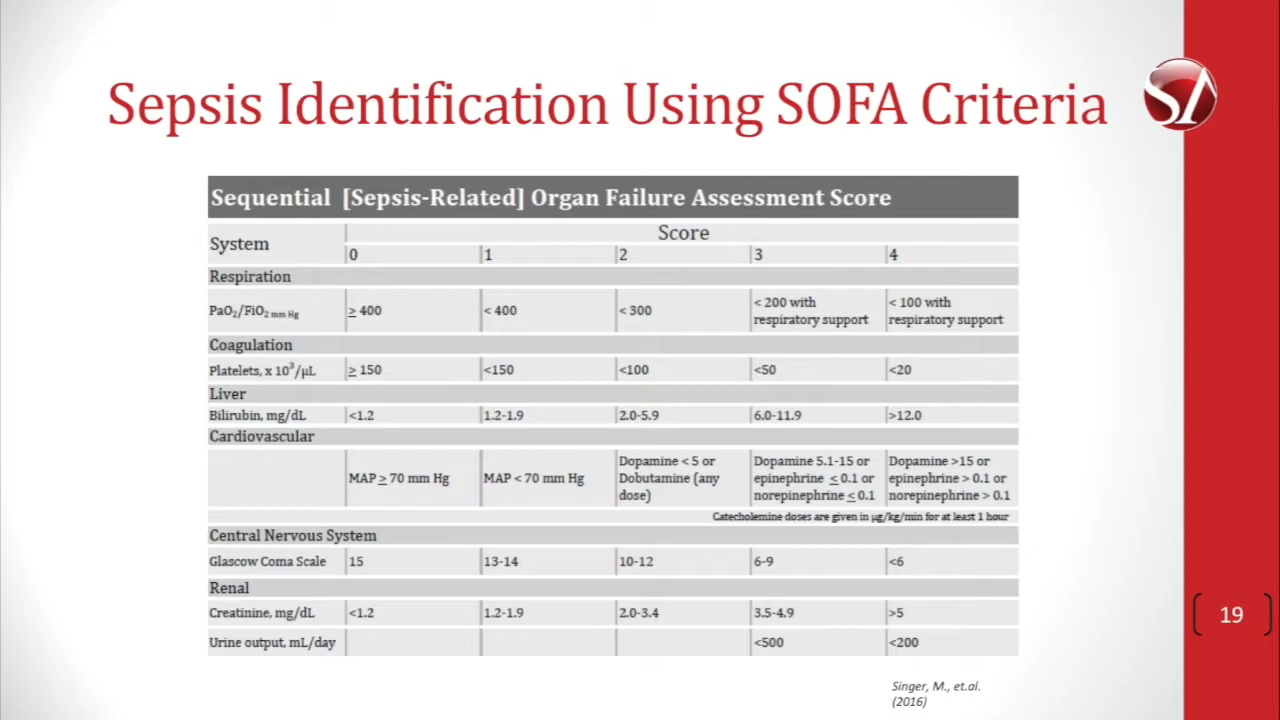 Sepsis Identification Using SOFA Criteria
SA
Sequential [Sepsis-Related] Organ Failure Assessment Score
System Score
0 1 2 3 4
Respiration
PaO₂/FiO₂ mm Hg ≥ 400 < 400 < 300 < 200 with respiratory support < 100 with respiratory support
Coagulation
Platelets, x 10³/μL ≥ 150 <150 <100 <50 <20
Liver
Bilirubin, mg/dL <1.2 1.2-1.9 2.0-5.9 6.0-11.9 >12.0
Cardiovascular
MAP ≥ 70 mm Hg MAP < 70 mm Hg Dopamine < 5 or Dobutamine (any dose) Dopamine 5.1-15 or epinephrine ≤ 0.1 or norepinephrine ≤ 0.1 Dopamine >15 or epinephrine > 0.1 or norepinephrine > 0.1
Catecholemine doses are given in μg/kg/min for at least 1 hour
Central Nervous System
Glascow Coma Scale 15 13-14 10-12 6-9 <6
Renal
Creatinine, mg/dL <1.2 1.2-1.9 2.0-3.4 3.5-4.9 >5
Urine output, mL/day <500 <200
19
Singer, M., et.al.
(2016)